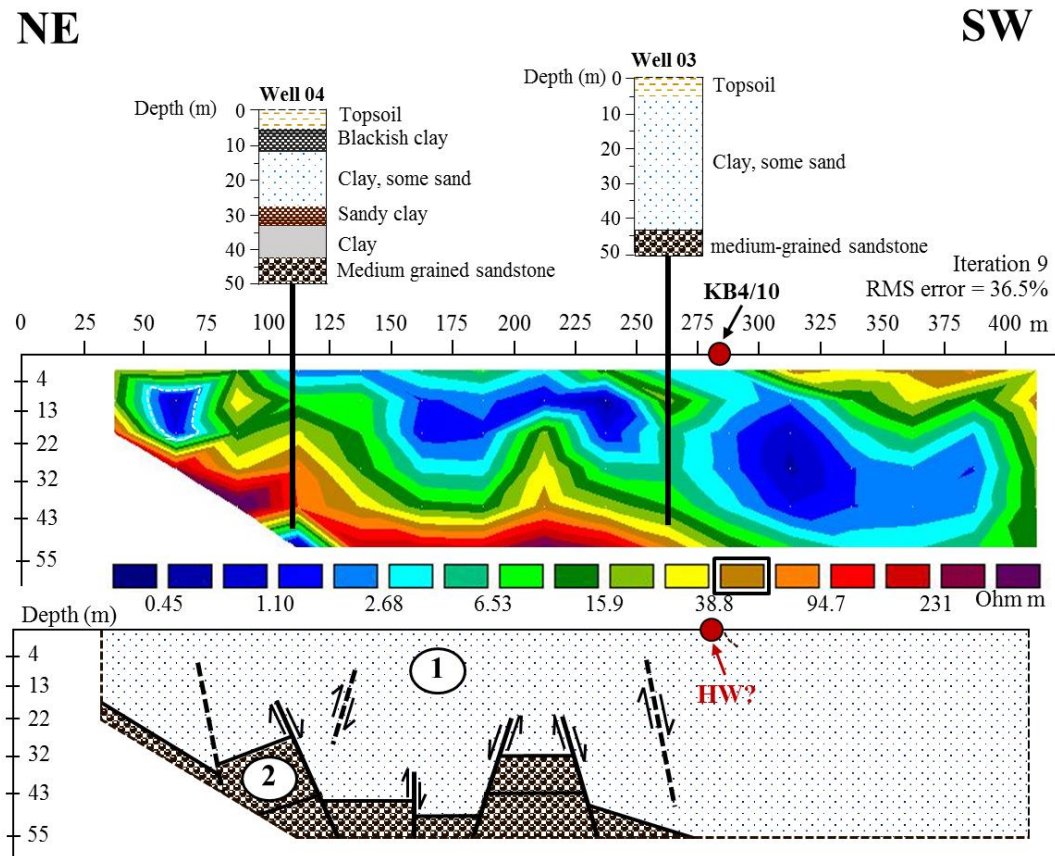 NE
SW
Well 04
Depth (m)
0
10
20
30
40
50
Topsoil
Blackish clay
Clay, some sand
Sandy clay
Clay
Medium grained sandstone
Well 03
Depth (m)
0
10
20
30
40
50
Topsoil
Clay, some sand
medium-grained sandstone
Iteration 9
RMS error = 36.5%
KB4/10
0 25 50 75 100 125 150 175 200 225 250 275 300 325 350 375 400 m
4
13
22
32
43
55
0.45 1.10 2.68 6.53 15.9 38.8 94.7 231 Ohm m
Depth (m)
4
13
22
32
43
55
1
2
HW?